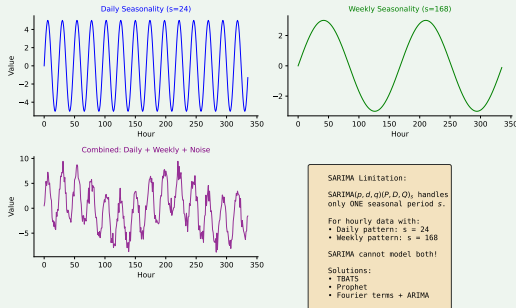 Daily Seasonality (s=24)
4
2
0
−2
−4
Value
0 50 100 150 200 250 300 350
Hour
Weekly Seasonality (s=168)
2
0
−2
0 50 100 150 200 250 300 350
Hour
Combined: Daily + Weekly + Noise
10
5
0
−5
Value
0 50 100 150 200 250 300 350
Hour
SARIMA Limitation:
SARIMA(p, d, q)(P, D, Q)s handles
only ONE seasonal period s.
For hourly data with:
• Daily pattern: s = 24
• Weekly pattern: s = 168
SARIMA cannot model both!
Solutions:
• TBATS
• Prophet
• Fourier terms + ARIMA